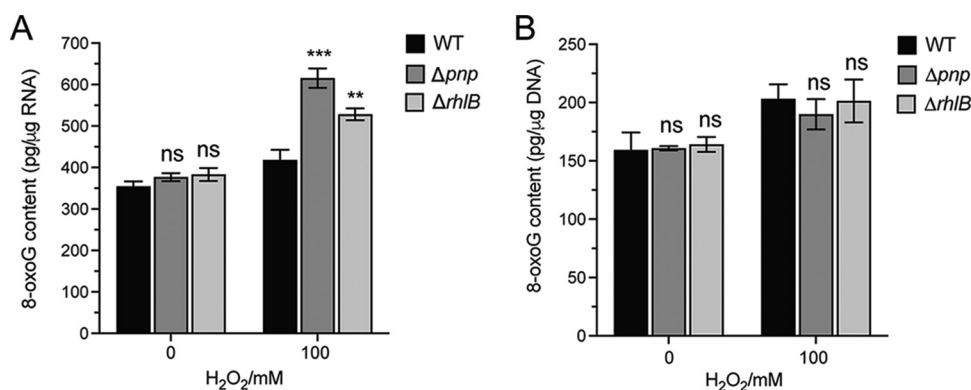 A
8-oxoG content (pg/μg RNA)
700
600
500
400
300
200
100
0
ns
ns
***
**
0
100
H₂O₂/mM
WT
Δpnp
ΔrhlB
B
8-oxoG content (pg/μg DNA)
250
200
150
100
50
0
ns
ns
ns
ns
0
100
H₂O₂/mM
WT
Δpnp
ΔrhlB